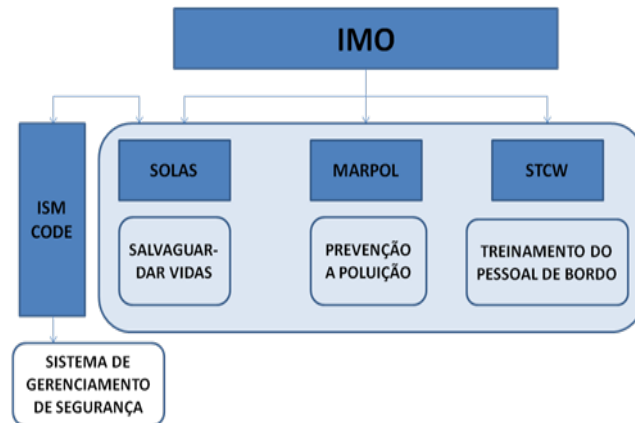 IMO
ISM
CODE
SOLAS
MARPOL
STCW
SALVAGUAR-
DAR VIDAS
PREVENÇÃO
A POLUIÇÃO
TREINAMENTO DO
PESSOAL DE BORDO
SISTEMA DE
GERENCIAMENTO
DE SEGURANÇA